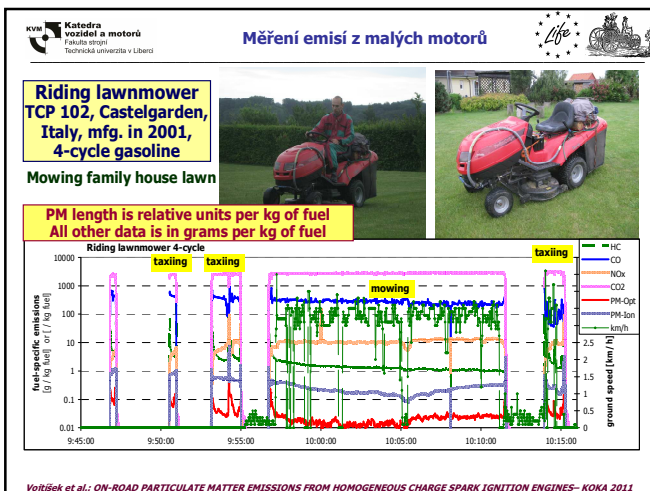 KVM
Katedra
vozidel a motorů
Fakulta strojní
Technická univerzita v Liberci
Měření emisí z malých motorů
Life
Riding lawnmower
TCP 102, Castelgarden,
Italy, mfg. in 2001,
4-cycle gasoline
Mowing family house lawn
PM length is relative units per kg of fuel
All other data is in grams per kg of fuel
Riding lawnmower 4-cycle
taxiing
taxiing
mowing
taxiing
fuel-specific emissions
[g / kg fuel] or [ / kg fuel]
10000
1000
100
10
1
0.1
0.01
9:45:00
9:50:00
9:55:00
10:00:00
10:05:00
10:10:00
10:15:00
2.5
2
1.5
1
0.5
0
ground speed [km/h]
HC
CO
NOx
CO2
PM-Opt
PM-Ion
km/h
Vojtíšek et al.: ON-ROAD PARTICULATE MATTER EMISSIONS FROM HOMOGENEOUS CHARGE SPARK IGNITION ENGINES– KOKA 2011